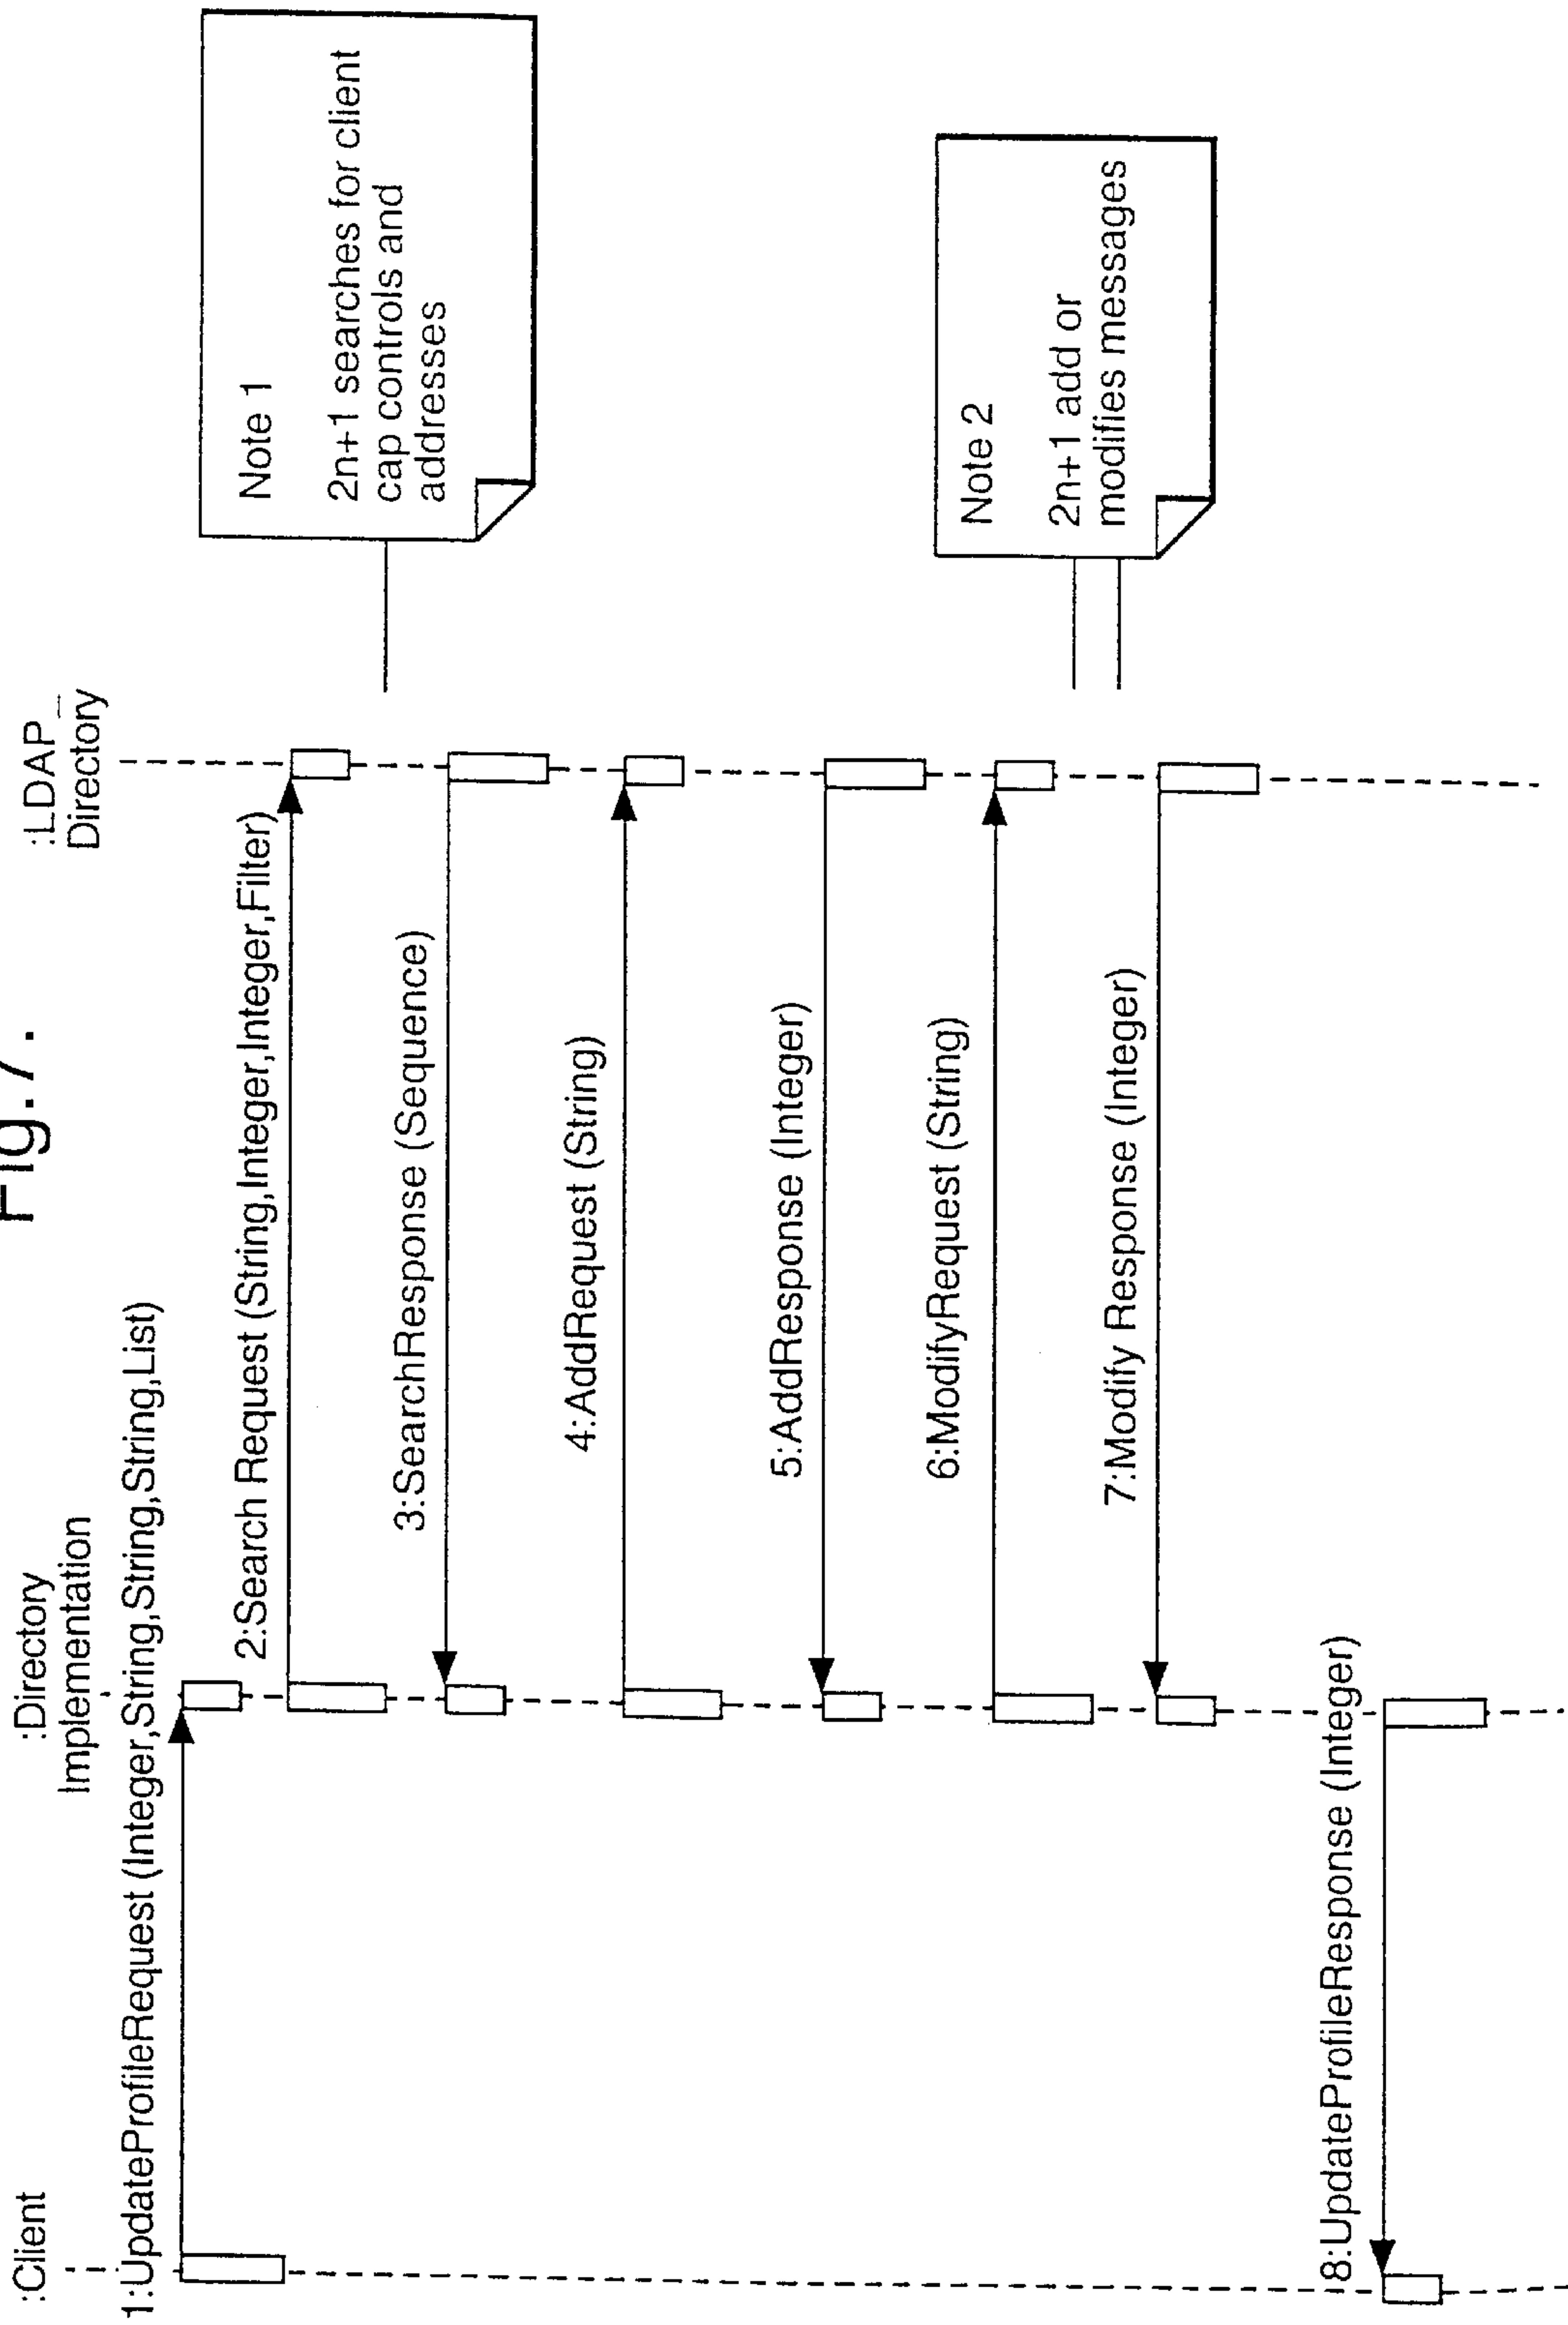 Fig.7.
:Client
:Directory
Implementation
:LDAP_
Directory
1:UpdateProfileRequest (Integer,String,String,String,List)
2:Search Request (String,Integer,Integer,Filter)
3:SearchResponse (Sequence)
4:AddRequest (String)
5:AddResponse (Integer)
6:ModifyRequest (String)
7:Modify Response (Integer)
8:UpdateProfileResponse (Integer)
Note 1
2n+1 searches for client
cap controls and
addresses
Note 2
2n+1 add or
modifies messages